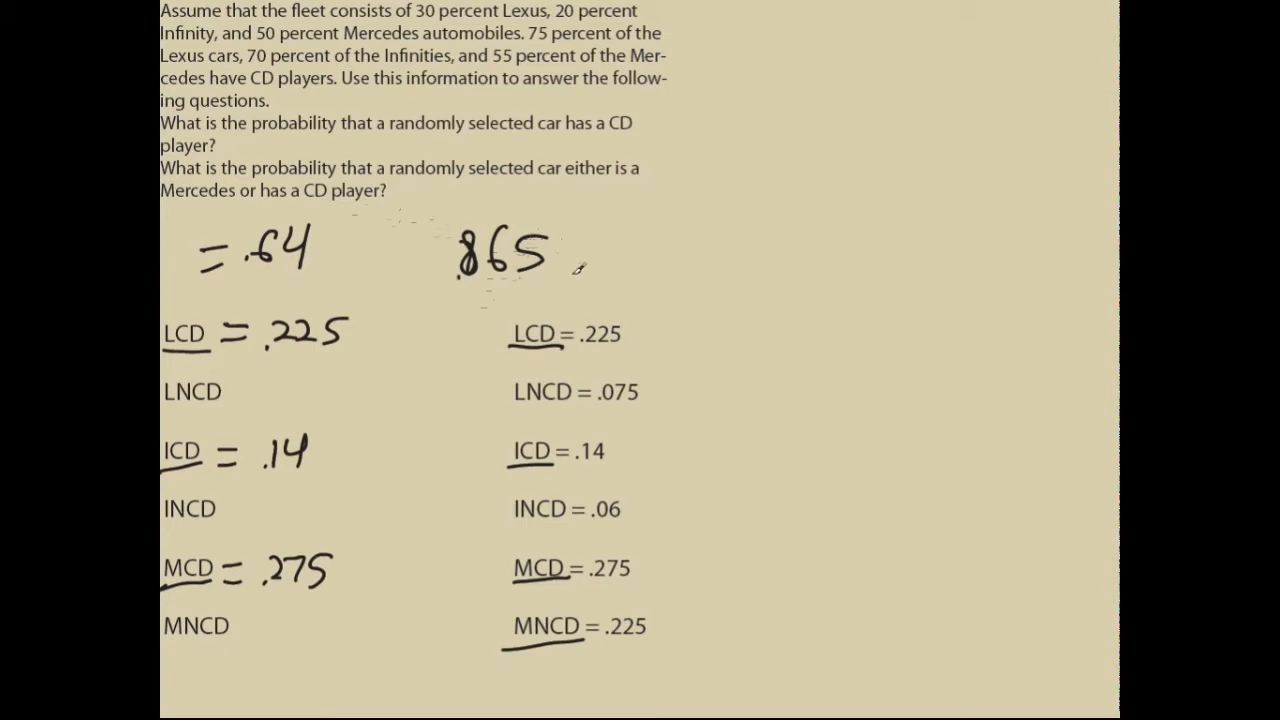 Assume that the fleet consists of 30 percent Lexus, 20 percent
Infinity, and 50 percent Mercedes automobiles. 75 percent of the
Lexus cars, 70 percent of the Infinities, and 55 percent of the Mer-
cedes have CD players. Use this information to answer the follow-
ing questions.
What is the probability that a randomly selected car has a CD
player?
What is the probability that a randomly selected car either is a
Mercedes or has a CD player?
= .64 .865
LCD = .225 LCD = .225
LNCD LNCD = .075
ICD = .14 ICD = .14
INCD INCD = .06
MCD = .275 MCD = .275
MNCD MNCD = .225